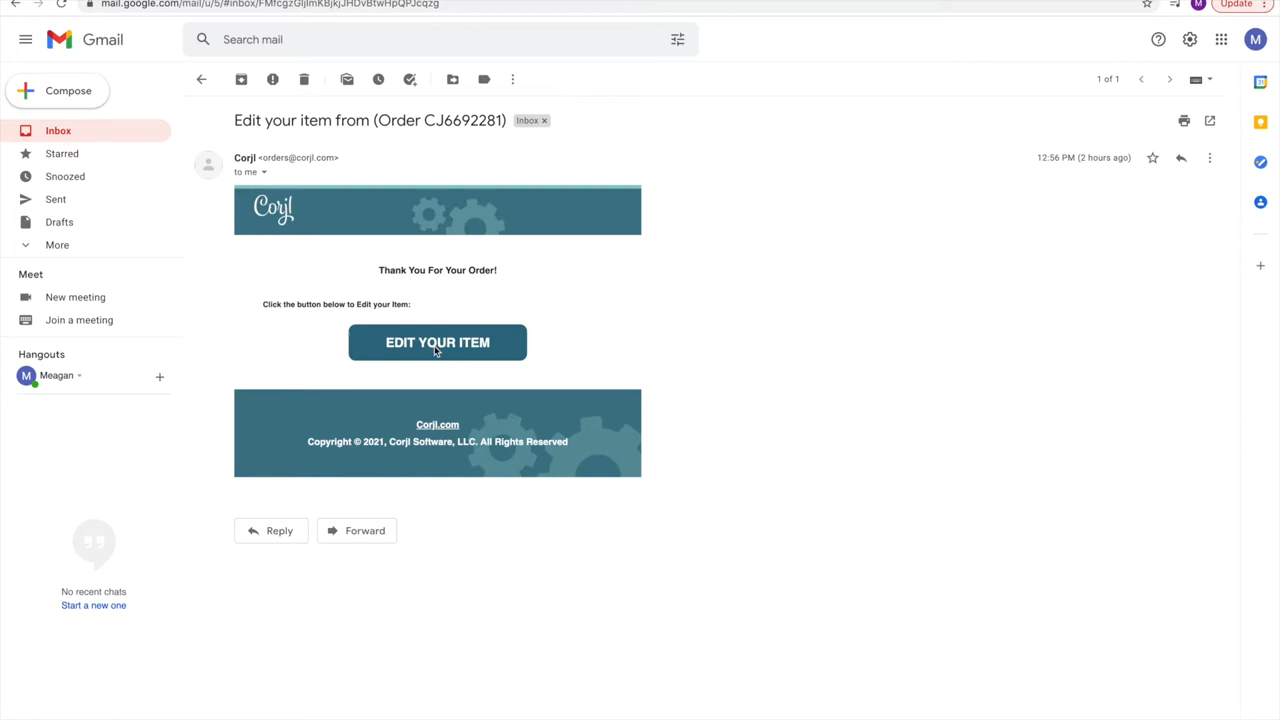 mail.google.com/mail/u/5/#inbox/FMfcgzGljlmKBjkjJHDvBtwHpQPJcqzg
M
Update
Gmail
Search mail
M
Compose
1 of 1
Inbox
Edit your item from (Order CJ6692281)
Inbox ×
Starred
Corjl <orders@corjl.com>
12:56 PM (2 hours ago)
to me
Snoozed
Sent
Corjl
Drafts
More
Meet
Thank You For Your Order!
New meeting
Click the button below to Edit your Item:
Join a meeting
EDIT YOUR ITEM
Hangouts
M
Meagan
Corjl.com
Copyright © 2021, Corjl Software, LLC. All Rights Reserved
Reply
Forward
No recent chats
Start a new one